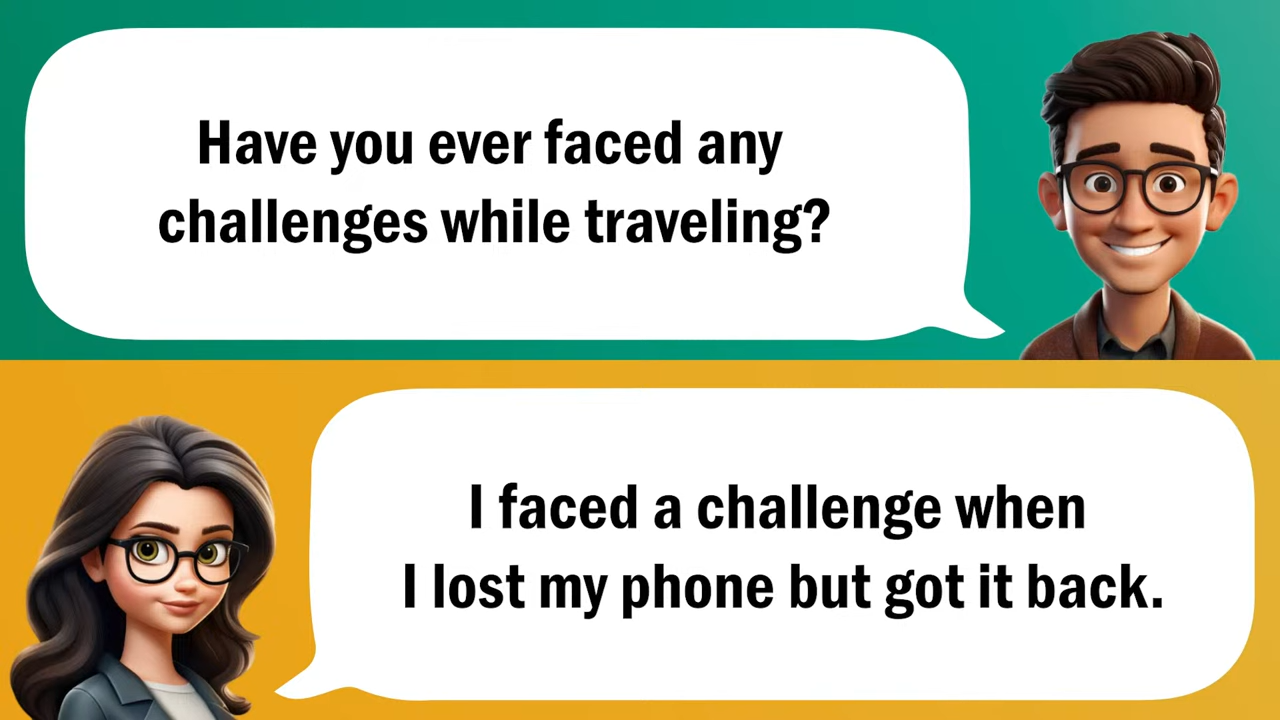 Have you ever faced any
challenges while traveling?
I faced a challenge when
I lost my phone but got it back.